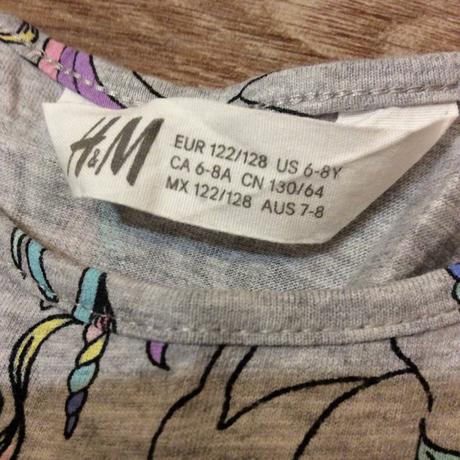 H&M
EUR 122/128 US 6-8Y
CA 6-8A CN 130/64
MX 122/128 AUS 7-8